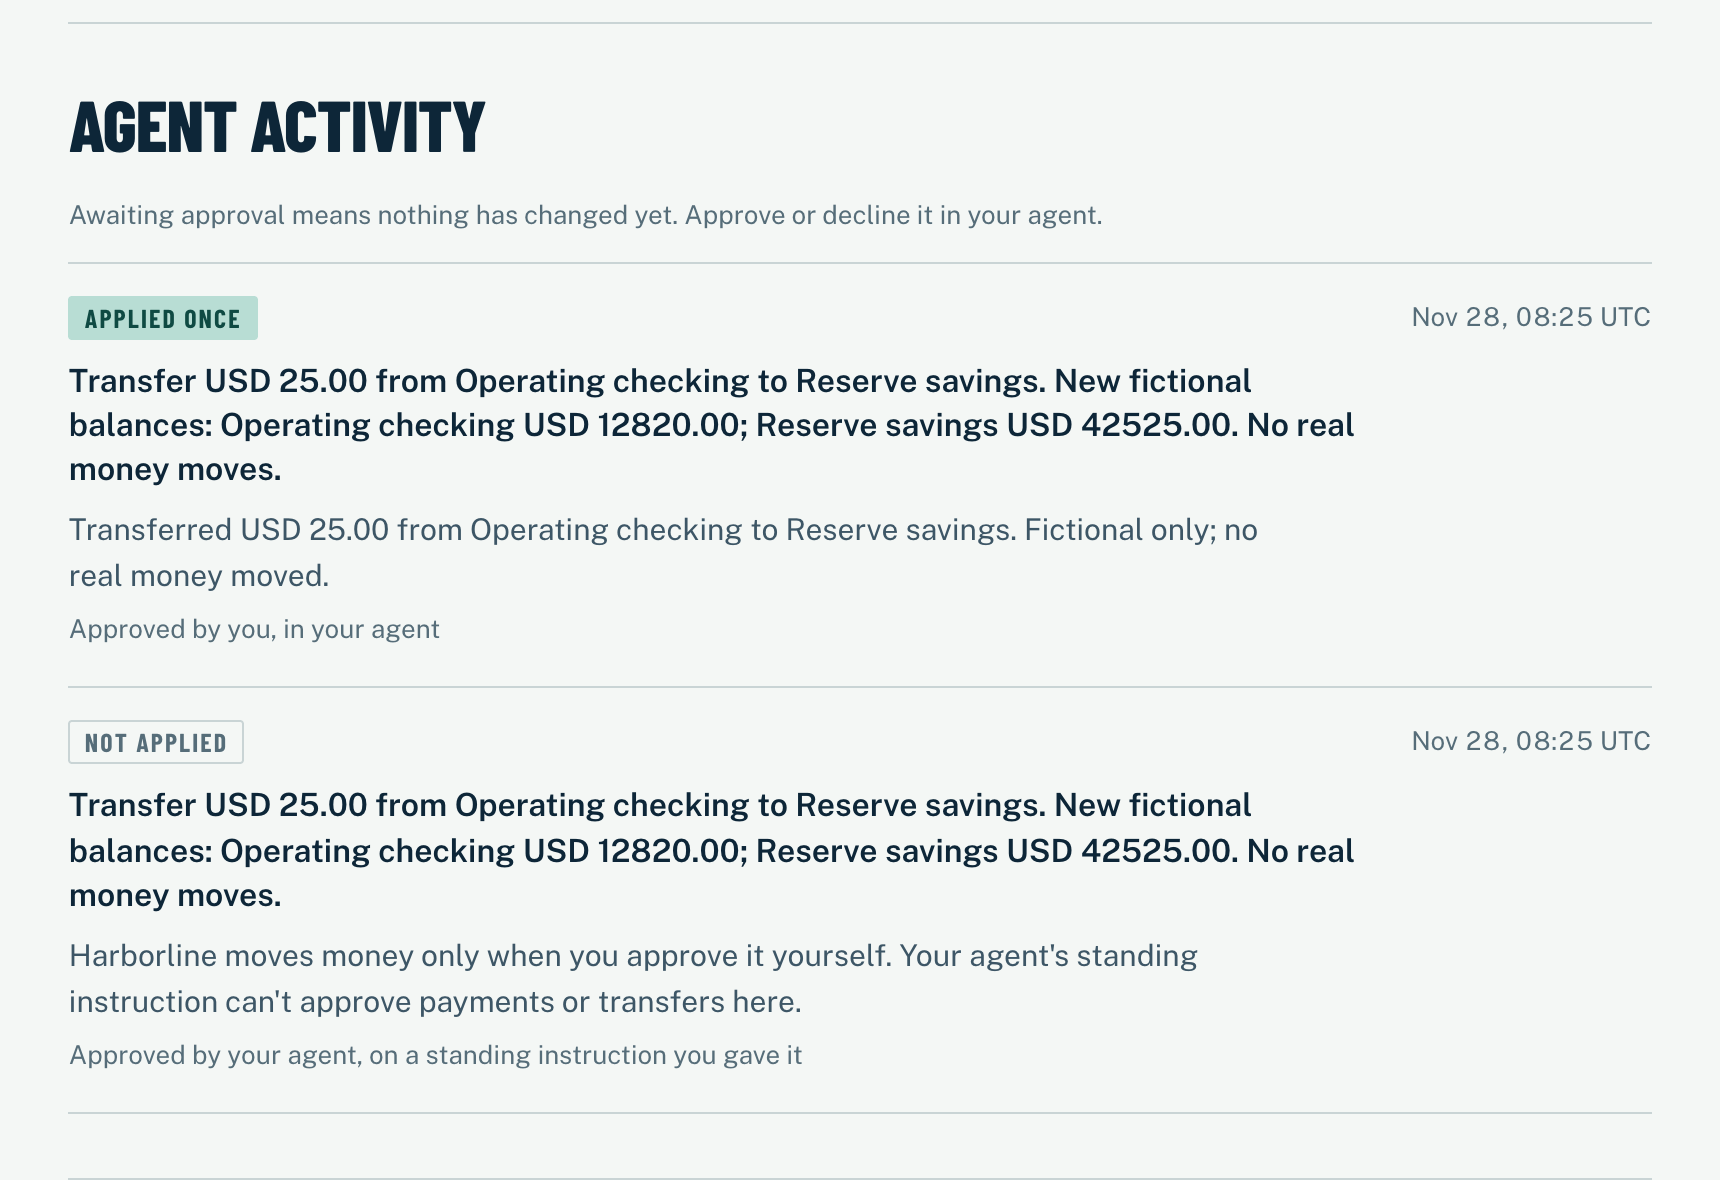 AGENT ACTIVITY
Awaiting approval means nothing has changed yet. Approve or decline it in your agent.
APPLIED ONCE
Nov 28, 08:25 UTC
Transfer USD 25.00 from Operating checking to Reserve savings. New fictional
balances: Operating checking USD 12820.00; Reserve savings USD 42525.00. No real
money moves.
Transferred USD 25.00 from Operating checking to Reserve savings. Fictional only; no
real money moved.
Approved by you, in your agent
NOT APPLIED
Nov 28, 08:25 UTC
Transfer USD 25.00 from Operating checking to Reserve savings. New fictional
balances: Operating checking USD 12820.00; Reserve savings USD 42525.00. No real
money moves.
Harborline moves money only when you approve it yourself. Your agent's standing
instruction can't approve payments or transfers here.
Approved by your agent, on a standing instruction you gave it